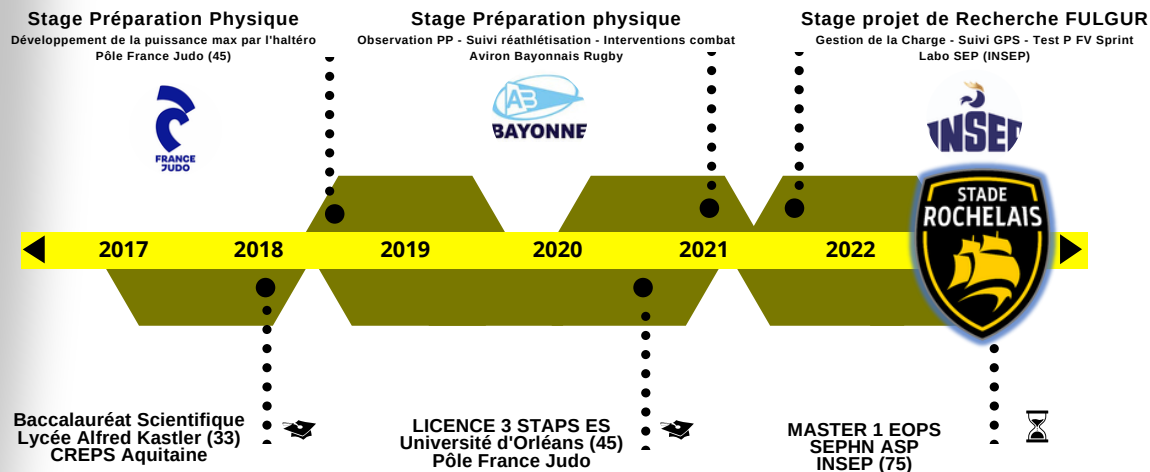 Stage Préparation Physique
Développement de la puissance max par l'haltéro
Pôle France Judo (45)
FRANCE
JUDO
Stage Préparation physique
Observation PP - Suivi réathlétisation - Interventions combat
Aviron Bayonnais Rugby
AB
BAYONNE
Stage projet de Recherche FULGUR
Gestion de la Charge - Suivi GPS - Test P FV Sprint
Labo SEP (INSEP)
INSEP
STADE
ROCHELAIS
2017 2018 2019 2020 2021 2022
Baccalauréat Scientifique
Lycée Alfred Kastler (33)
CREPS Aquitaine
LICENCE 3 STAPS ES
Université d'Orléans (45)
Pôle France Judo
MASTER 1 EOPS
SEPHN ASP
INSEP (75)